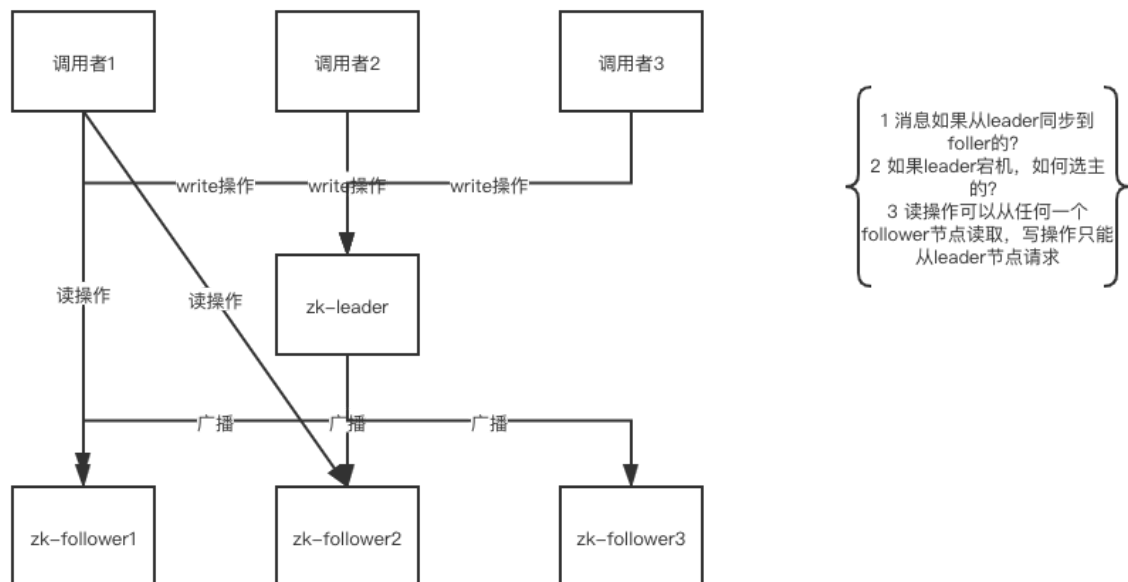 调用者1
调用者2
调用者3
1 消息如果从leader同步到
foller的?
2 如果leader宕机，如何选主
的?
3 读操作可以从任何一个
follower节点读取，写操作只能
从leader节点请求
write操作
write操作
write操作
读操作
读操作
zk-leader
广播
广播
广播
zk-follower1
zk-follower2
zk-follower3